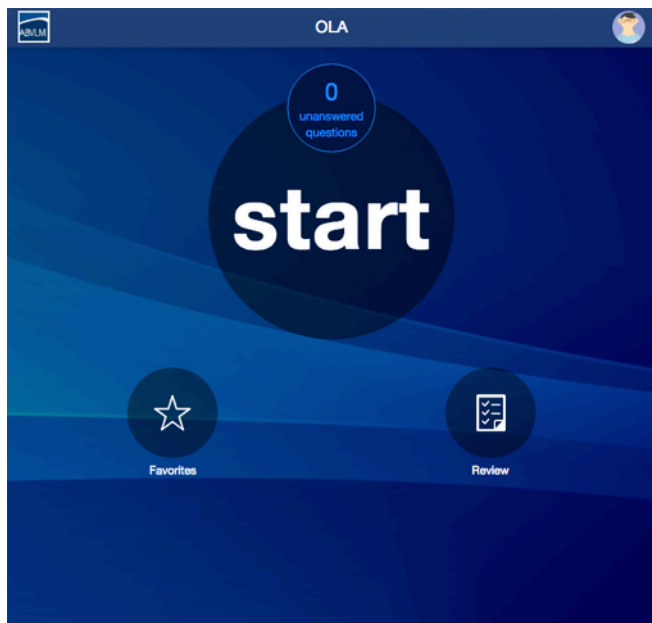 ABVLM
OLA
0
unanswered
questions
start
Favorites
Review